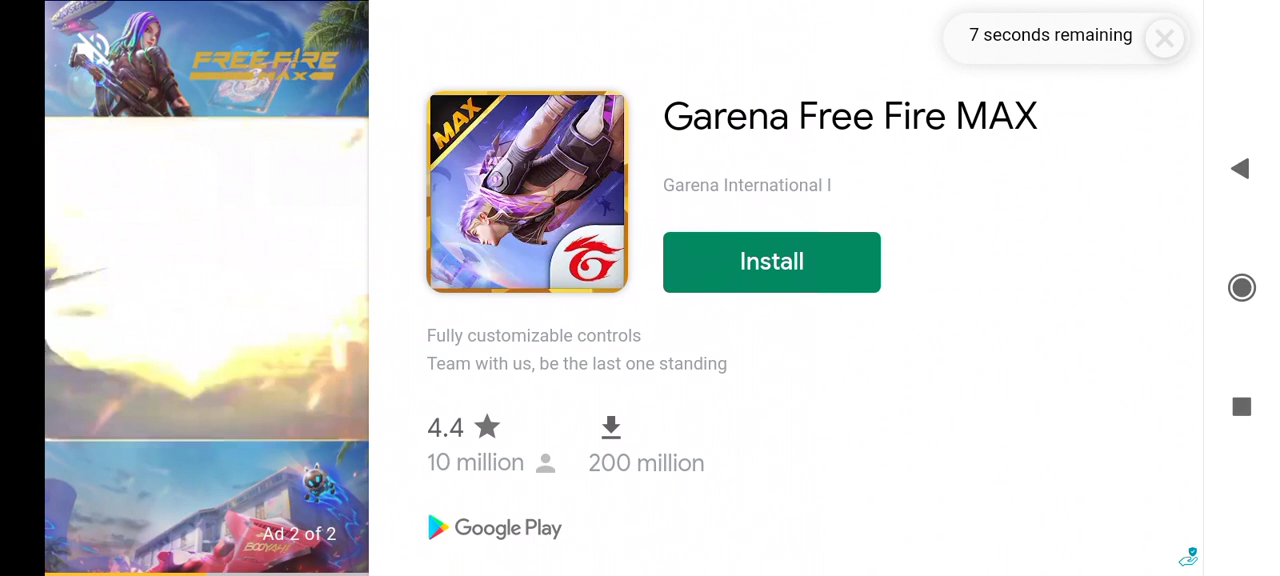 FREE FIRE
MAX
7 seconds remaining
MAX
Garena Free Fire MAX
Garena International I
Install
Fully customizable controls
Team with us, be the last one standing
4.4
10 million
200 million
Google Play
Ad 2 of 2
BOOYAH!